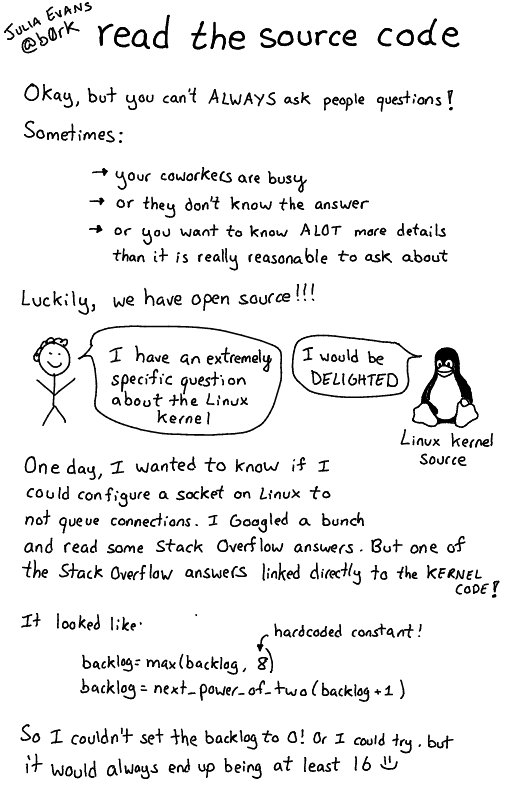 JULIA EVANS
@b0rk
read the source code
Okay, but you can't ALWAYS ask people questions!
Sometimes:
→ your coworkers are busy
→ or they don't know the answer
→ or you want to know ALOT more details
than it is really reasonable to ask about
Luckily, we have open source!!!
I have an extremely
specific question
about the Linux
kernel
I would be
DELIGHTED
Linux kernel
source
One day, I wanted to know if I
could configure a socket on Linux to
not queue connections. I Googled a bunch
and read some Stack Overflow answers. But one of
the Stack Overflow answers linked directly to the KERNEL
CODE!
It looked like:
hardcoded constant!
backlog = max(backlog, 8)
backlog = next_power_of_two(backlog + 1)
So I couldn't set the backlog to 0! Or I could try. but
it would always end up being at least 16 ツ